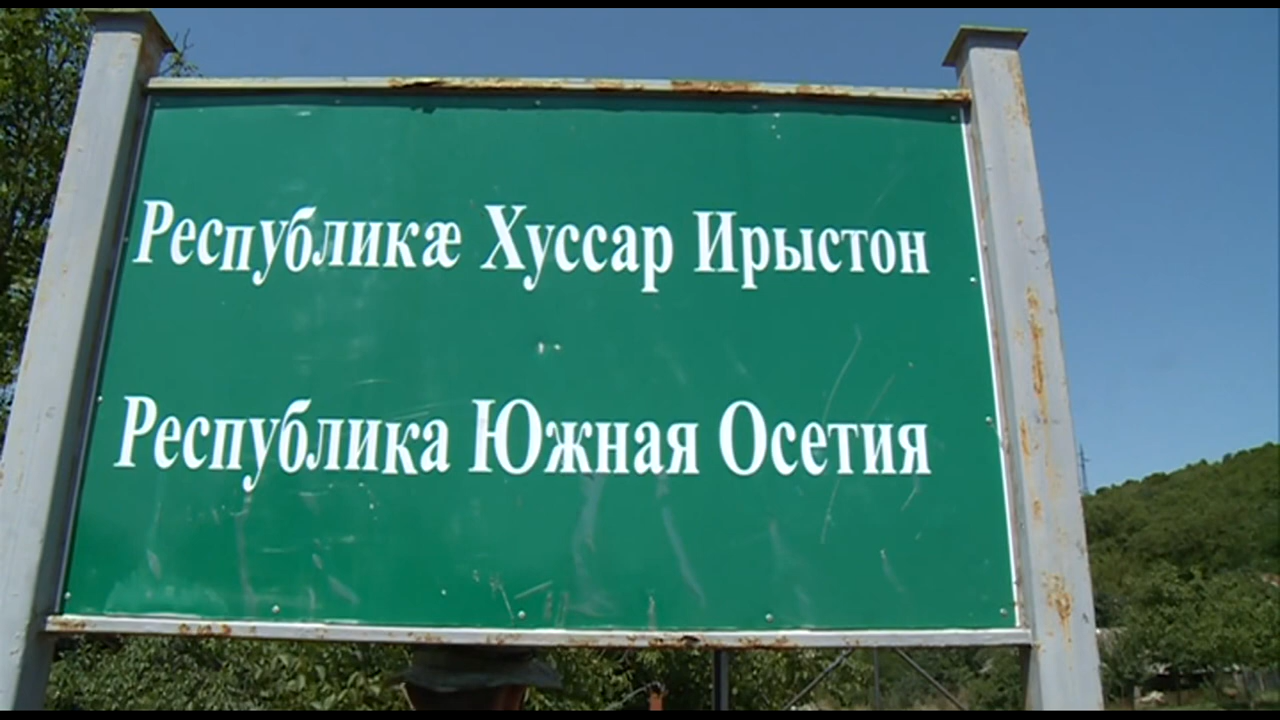 Республикæ Хуссар Ирыстон
Республика Южная Осетия